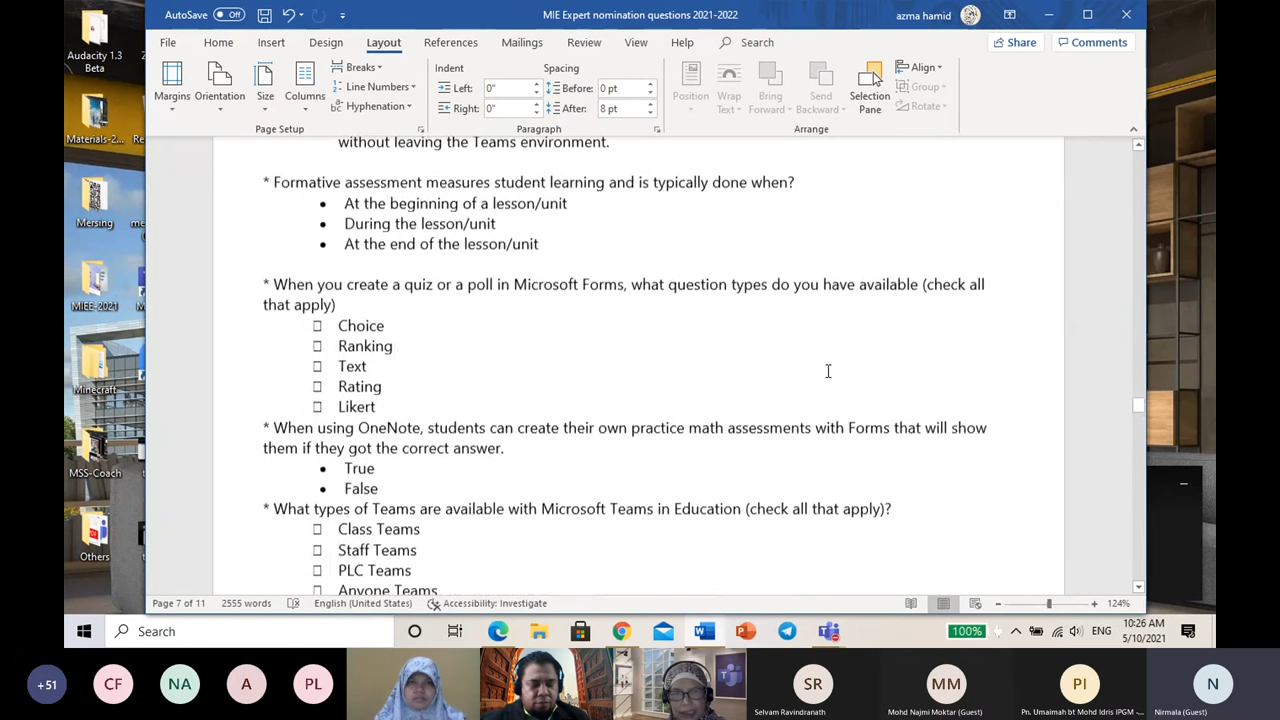 AutoSave Off
MIE Expert nomination questions 2021-2022
azma hamid
File Home Insert Design Layout References Mailings Review View Help Search
Share Comments
Margins Orientation Size Columns
Breaks
Line Numbers
Hyphenation
Page Setup
Indent Spacing
Left: 0" Before: 0 pt
Right: 0" After: 8 pt
Paragraph
Position Wrap Text Bring Forward Send Backward Selection Pane
Align
Group
Rotate
Arrange
Audacity 1.3 Beta
Materials-2...
Mersing
MIEE-2021
Minecraft
MSS-Coach
Others
without leaving the Teams environment.
* Formative assessment measures student learning and is typically done when?
• At the beginning of a lesson/unit
• During the lesson/unit
• At the end of the lesson/unit
* When you create a quiz or a poll in Microsoft Forms, what question types do you have available (check all
that apply)
Choice
Ranking
Text
Rating
Likert
* When using OneNote, students can create their own practice math assessments with Forms that will show
them if they got the correct answer.
• True
• False
* What types of Teams are available with Microsoft Teams in Education (check all that apply)?
Class Teams
Staff Teams
PLC Teams
Anyone Teams
Page 7 of 11 2555 words English (United States) Accessibility: Investigate 124%
Search
100% ENG
10:26 AM
5/10/2021
+51 CF NA A PL SR MM PI N
Selvam Ravindranath
Mohd Najmi Moktar (Guest)
Pn. Umaimah bt Mohd Idris IPGM -...
Nirmala (Guest)